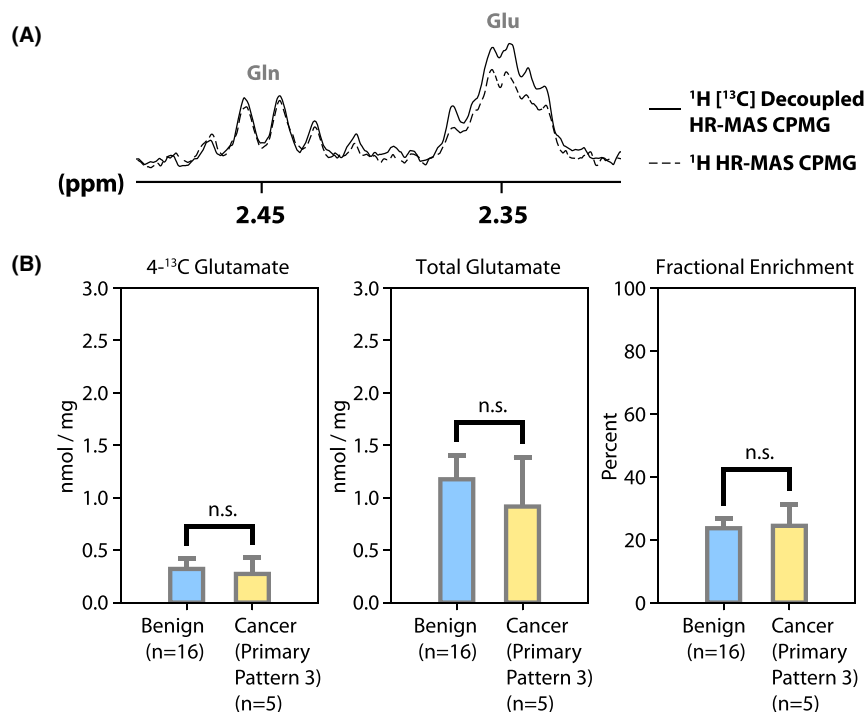 (A)
Gln
Glu
¹H [¹³C] Decoupled
HR-MAS CPMG
¹H HR-MAS CPMG
(ppm)
2.45
2.35
(B)
4-¹³C Glutamate
nmol / mg
3.0
2.5
2.0
1.5
1.0
0.5
0.0
n.s.
Benign
(n=16)
Cancer
(Primary
Pattern 3)
(n=5)
Total Glutamate
nmol / mg
3.0
2.5
2.0
1.5
1.0
0.5
0.0
n.s.
Benign
(n=16)
Cancer
(Primary
Pattern 3)
(n=5)
Fractional Enrichment
Percent
100
80
60
40
20
0
n.s.
Benign
(n=16)
Cancer
(Primary
Pattern 3)
(n=5)